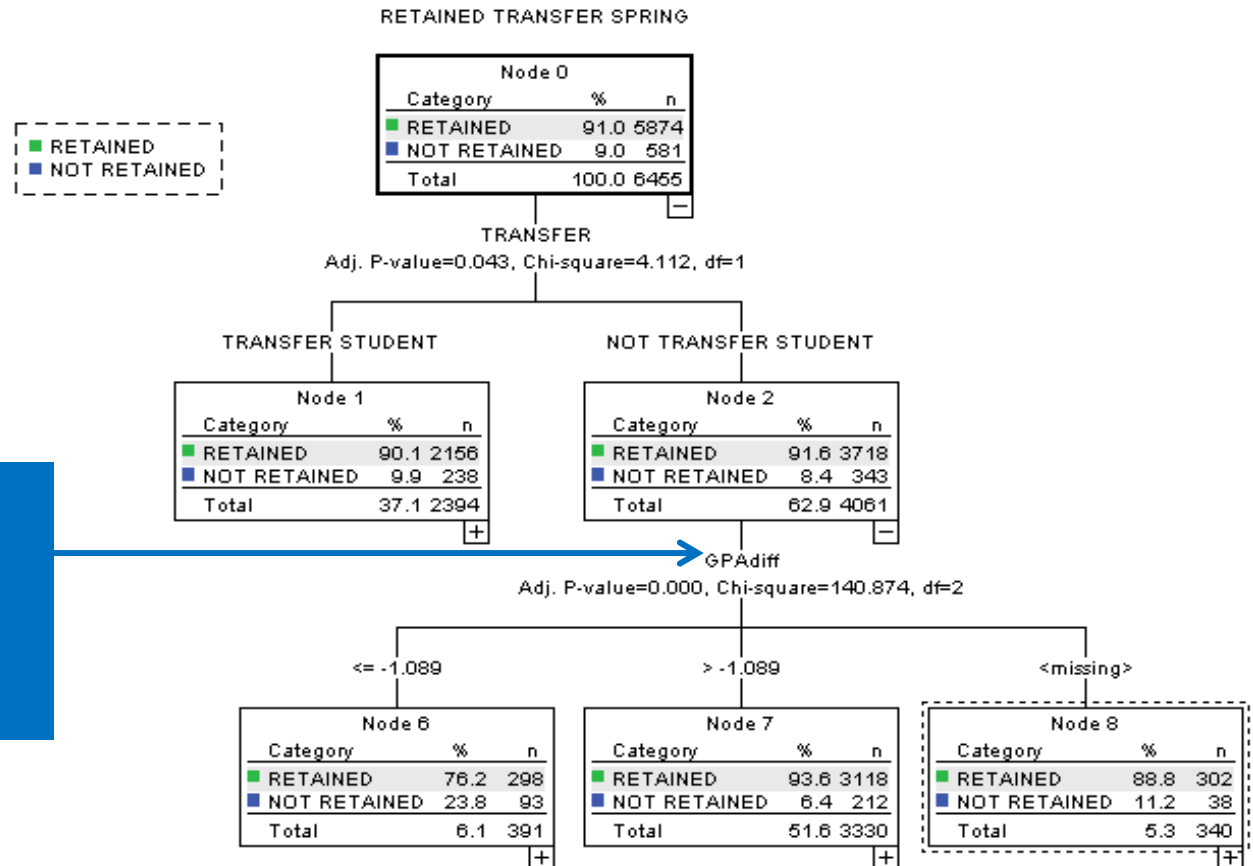 RETAINED TRANSFER SPRING
RETAINED
NOT RETAINED
Node 0
Category % n
RETAINED 91.0 5874
NOT RETAINED 9.0 581
Total 100.0 6455
TRANSFER
Adj. P-value=0.043, Chi-square=4.112, df=1
TRANSFER STUDENT
NOT TRANSFER STUDENT
Node 1
Category % n
RETAINED 90.1 2156
NOT RETAINED 9.9 238
Total 37.1 2394
Node 2
Category % n
RETAINED 91.6 3718
NOT RETAINED 8.4 343
Total 62.9 4061
GPAdiff
Adj. P-value=0.000, Chi-square=140.874, df=2
<= -1.089
> -1.089
<missing>
Node 6
Category % n
RETAINED 76.2 298
NOT RETAINED 23.8 93
Total 6.1 391
Node 7
Category % n
RETAINED 93.6 3118
NOT RETAINED 6.4 212
Total 51.6 3330
Node 8
Category % n
RETAINED 88.8 302
NOT RETAINED 11.2 38
Total 5.3 340